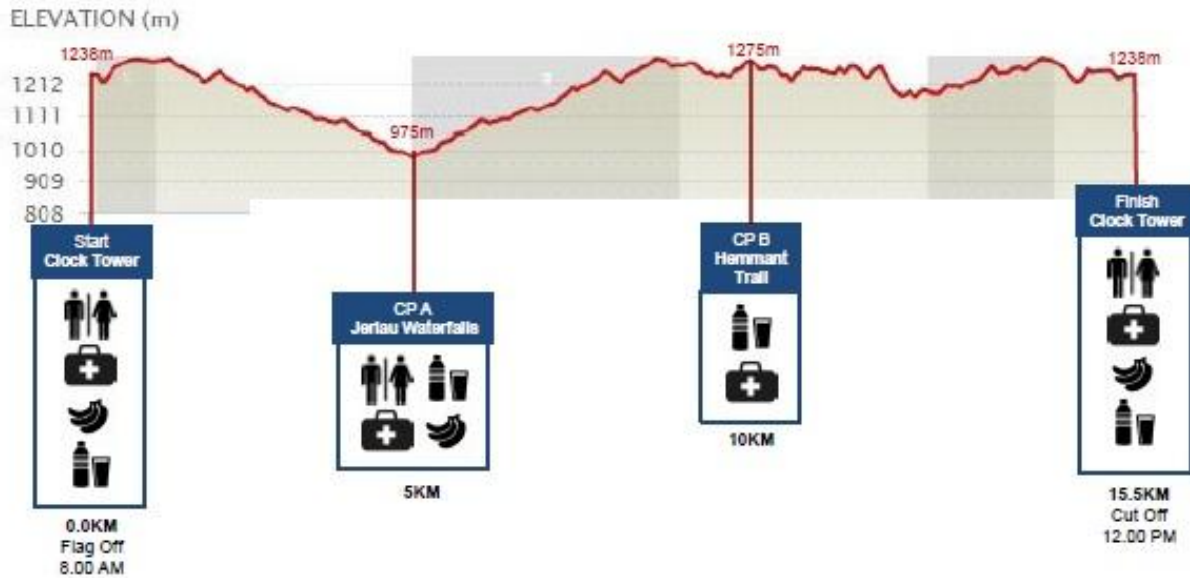 ELEVATION (m)
1238m
1275m
1238m
1212
1111
975m
1010
909
808
Start
Clock Tower
0.0KM
Flag Off
8.00 AM
CP A
Jeriau Waterfalls
5KM
CP B
Hemmant
Trail
10KM
Finish
Clock Tower
15.5KM
Cut Off
12.00 PM